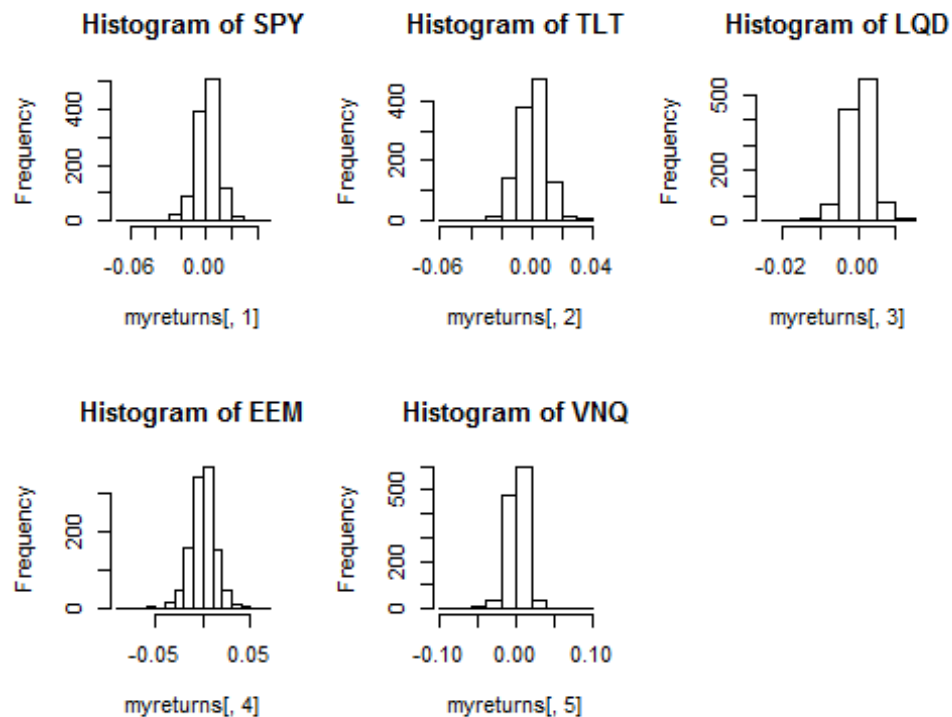 Histogram of SPY
Frequency
0
200
400
-0.06
0.00
myreturns[, 1]
Histogram of TLT
Frequency
0
200
400
-0.06
0.00
0.04
myreturns[, 2]
Histogram of LQD
Frequency
0
200
500
-0.02
0.00
myreturns[, 3]
Histogram of EEM
Frequency
0
200
-0.05
0.05
myreturns[, 4]
Histogram of VNQ
Frequency
0
200
500
-0.10
0.00
0.10
myreturns[, 5]